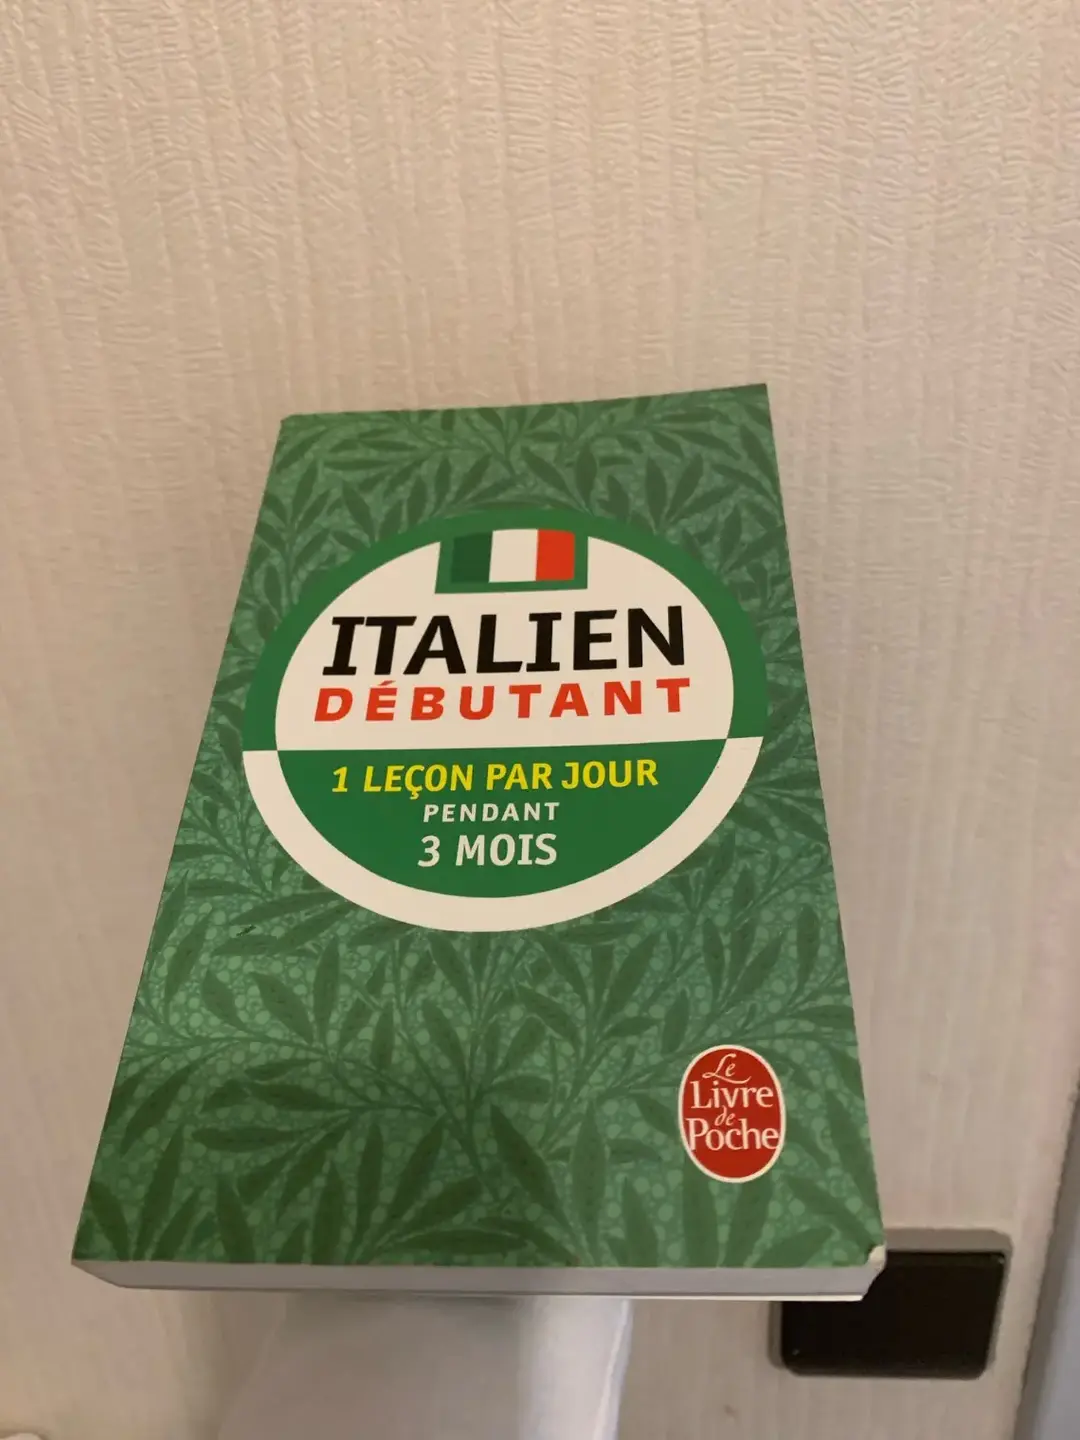 ITALIEN
DÉBUTANT
1 LEÇON PAR JOUR
PENDANT
3 MOIS
Le
Livre
de
Poche